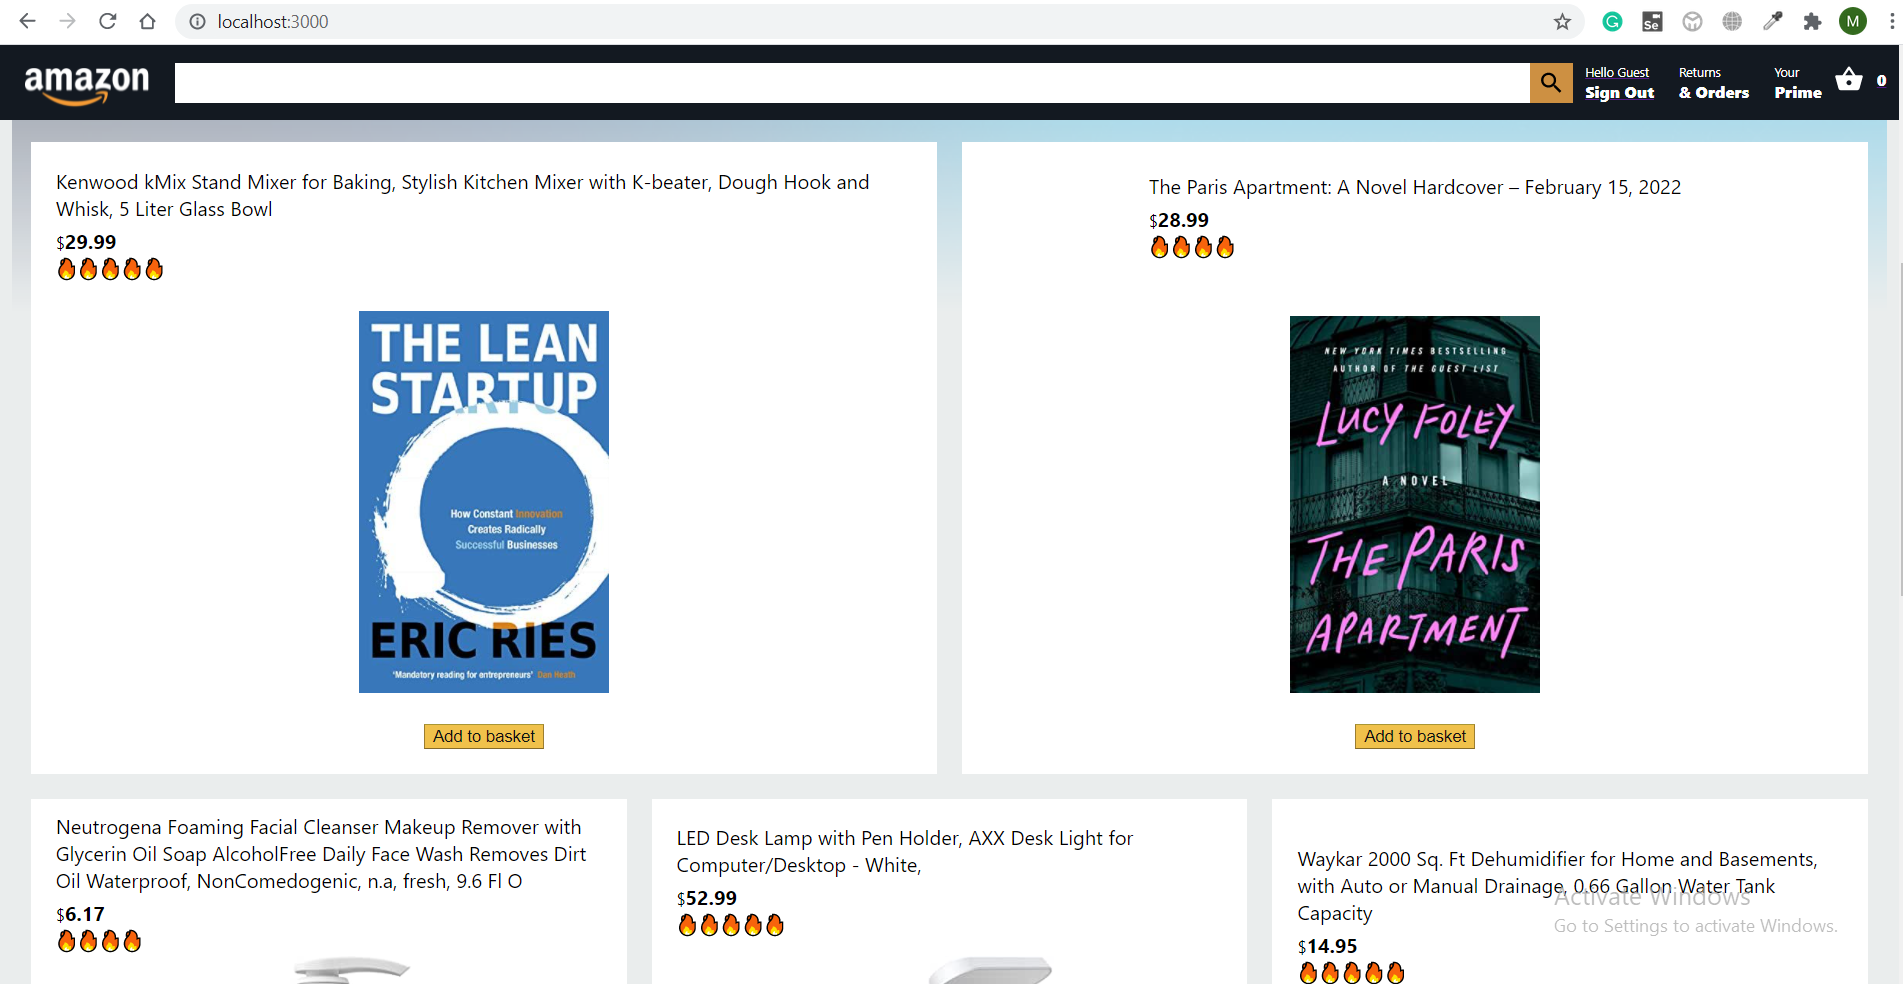 localhost:3000
Se
M
amazon
Hello Guest
Sign Out
Returns
& Orders
Your
Prime
0
Kenwood kMix Stand Mixer for Baking, Stylish Kitchen Mixer with K-beater, Dough Hook and
Whisk, 5 Liter Glass Bowl
$29.99
THE LEAN
STARTUP
How Constant Innovation
Creates Radically
Successful Businesses
ERIC RIES
'Mandatory reading for entrepreneurs' Dan Heath
Add to basket
The Paris Apartment: A Novel Hardcover – February 15, 2022
$28.99
NEW YORK TIMES BESTSELLING
AUTHOR OF THE GUEST LIST
LUCY FOLEY
A NOVEL
THE PARIS
APARTMENT
Add to basket
Neutrogena Foaming Facial Cleanser Makeup Remover with
Glycerin Oil Soap AlcoholFree Daily Face Wash Removes Dirt
Oil Waterproof, NonComedogenic, n.a, fresh, 9.6 Fl O
$6.17
LED Desk Lamp with Pen Holder, AXX Desk Light for
Computer/Desktop - White,
$52.99
Waykar 2000 Sq. Ft Dehumidifier for Home and Basements,
with Auto or Manual Drainage, 0.66 Gallon Water Tank
Capacity
$14.95
Activate Windows
Go to Settings to activate Windows.